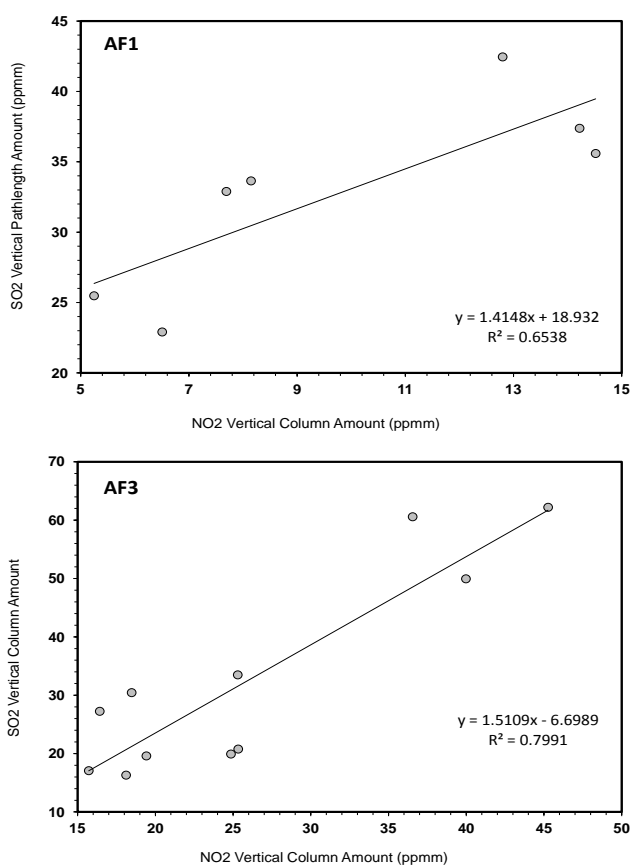 AF1
SO2 Vertical Pathlength Amount (ppmm)
45
40
35
30
25
20
y = 1.4148x + 18.932
R² = 0.6538
5 7 9 11 13 15
NO2 Vertical Column Amount (ppmm)
AF3
SO2 Vertical Column Amount
70
60
50
40
30
20
10
y = 1.5109x - 6.6989
R² = 0.7991
15 20 25 30 35 40 45 50
NO2 Vertical Column Amount (ppmm)